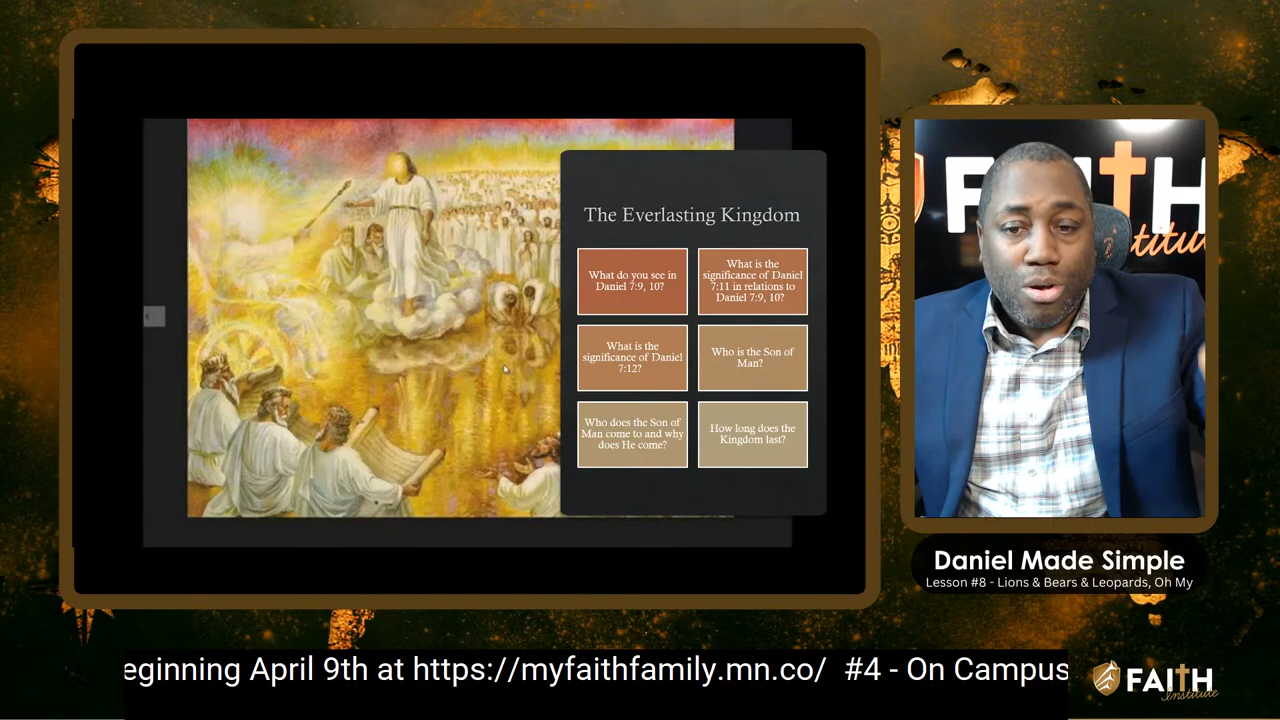 The Everlasting Kingdom
What do you see in
Daniel 7:9, 10?
What is the
significance of Daniel
7:11 in relations to
Daniel 7:9, 10?
What is the
significance of Daniel
7:12?
Who is the Son of
Man?
Who does the Son of
Man come to and why
does He come?
How long does the
Kingdom last?
Daniel Made Simple
Lesson #8 - Lions & Bears & Leopards, Oh My
eginning April 9th at https://myfaithfamily.mn.co/ #4 - On Campus
FAITH
Institute